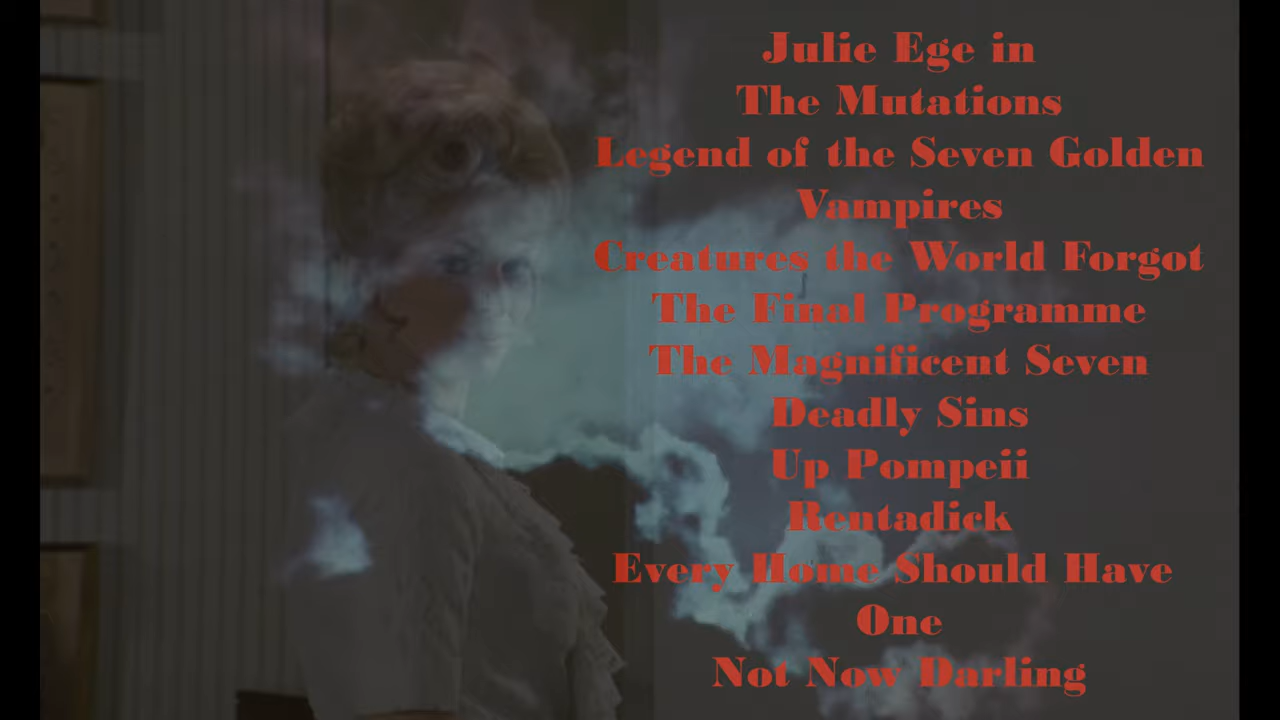 Julie Ege in
The Mutations
Legend of the Seven Golden
Vampires
Creatures the World Forgot
The Final Programme
The Magnificent Seven
Deadly Sins
Up Pompeii
Rentadick
Every Home Should Have
One
Not Now Darling